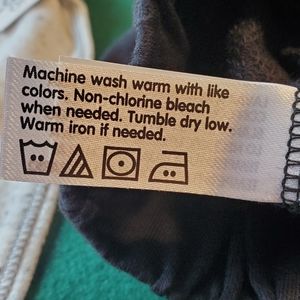 Machine wash warm with like
colors. Non-chlorine bleach
when needed. Tumble dry low.
Warm iron if needed.